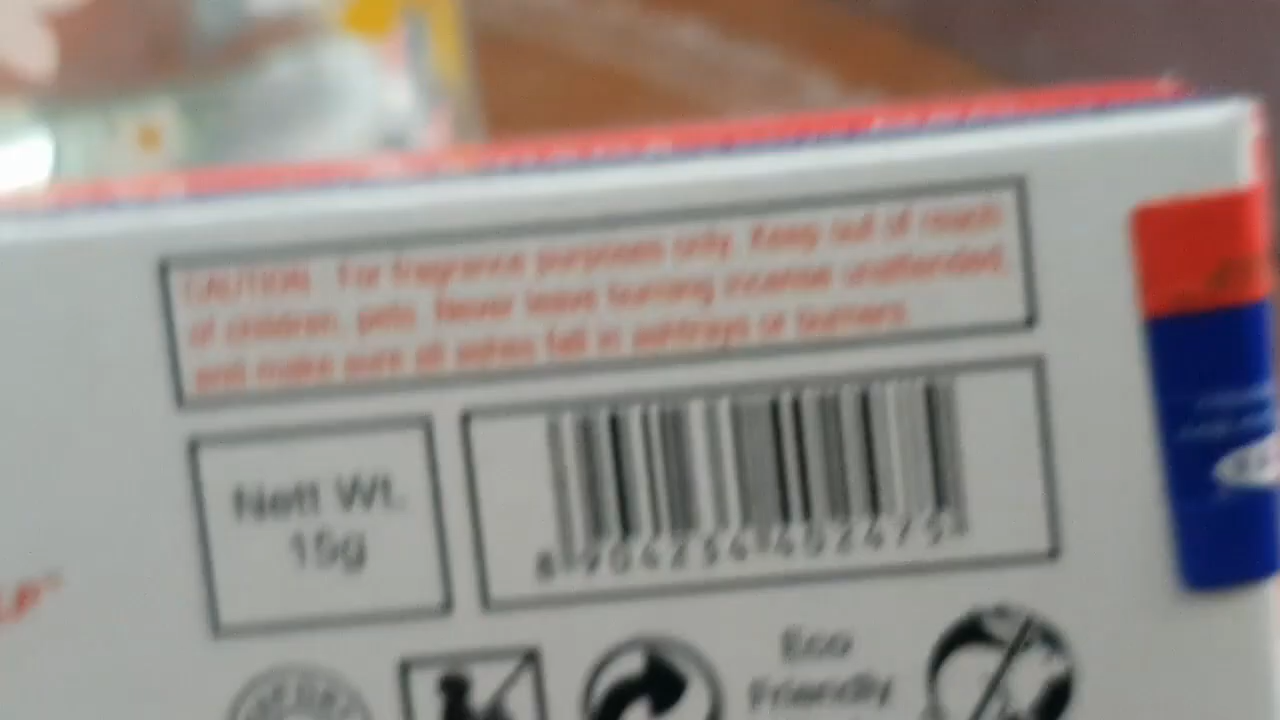 CAUTION: For fragrance purposes only. Keep out of reach
of children, pets. Never leave burning incense unattended,
and make sure all ashes fall in ashtrays or burners.
Nett Wt.
15g
Eco
Friendly